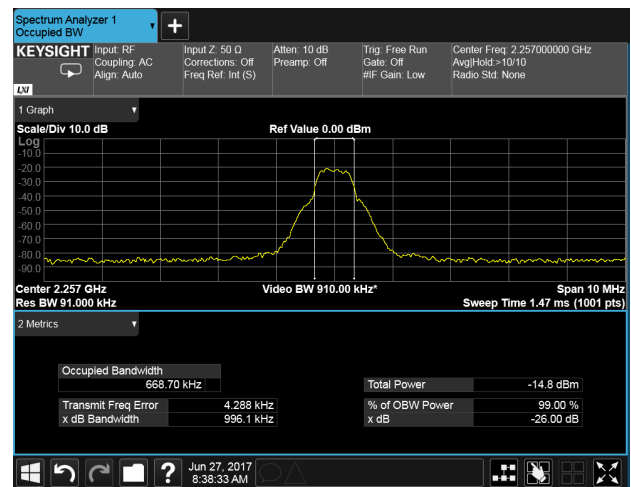 Spectrum Analyzer 1
Occupied BW
+
KEYSIGHT
LXI
Input: RF
Coupling: AC
Align: Auto
Input Z: 50 Ω
Corrections: Off
Freq Ref: Int (S)
Atten: 10 dB
Preamp: Off
Trig: Free Run
Gate: Off
#IF Gain: Low
Center Freq: 2.257000000 GHz
Avg|Hold:>10/10
Radio Std: None
1 Graph
Scale/Div 10.0 dB
Ref Value 0.00 dBm
Log
-10.0
-20.0
-30.0
-40.0
-50.0
-60.0
-70.0
-80.0
-90.0
Center 2.257 GHz
Video BW 910.00 kHz*
Span 10 MHz
Res BW 91.000 kHz
Sweep Time 1.47 ms (1001 pts)
2 Metrics
Occupied Bandwidth
668.70 kHz
Total Power -14.8 dBm
Transmit Freq Error 4.288 kHz
% of OBW Power 99.00 %
x dB Bandwidth 996.1 kHz
x dB -26.00 dB
?
Jun 27, 2017
8:38:33 AM